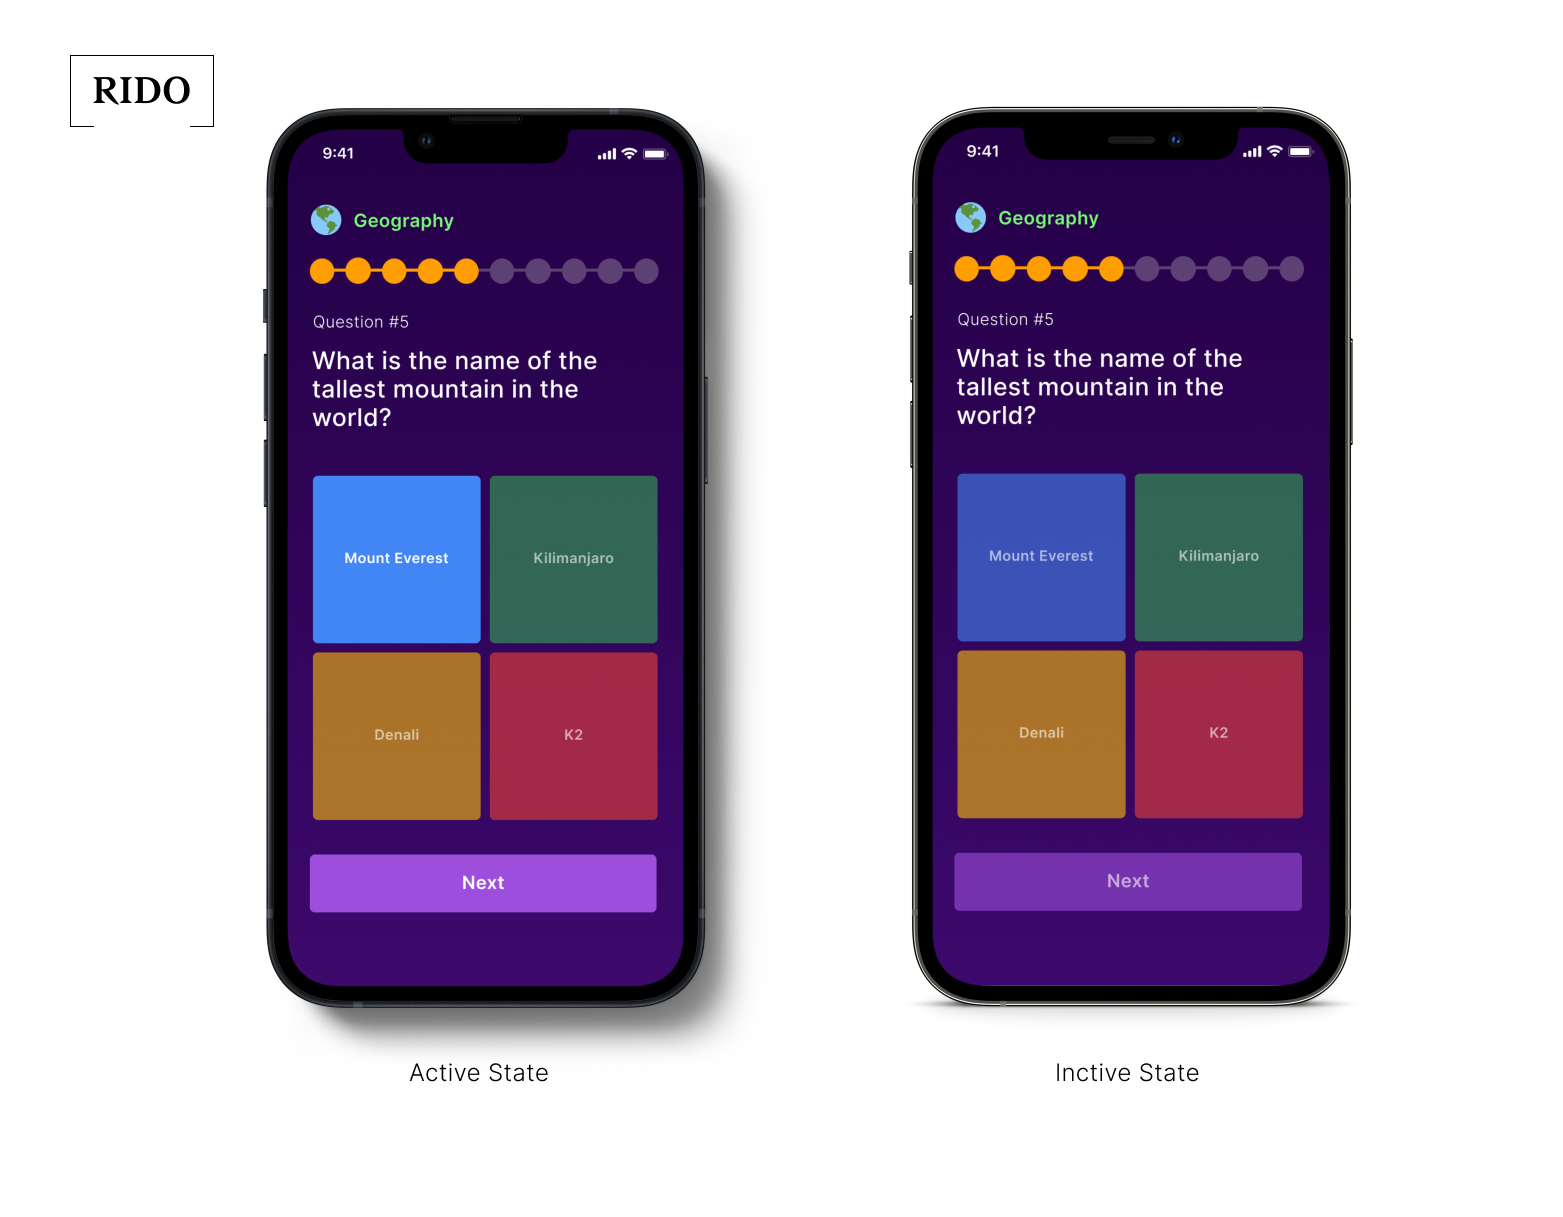 RIDO
9:41
Geography
Question #5
What is the name of the
tallest mountain in the
world?
Mount Everest
Kilimanjaro
Denali
K2
Next
Active State
9:41
Geography
Question #5
What is the name of the
tallest mountain in the
world?
Mount Everest
Kilimanjaro
Denali
K2
Next
Inctive State